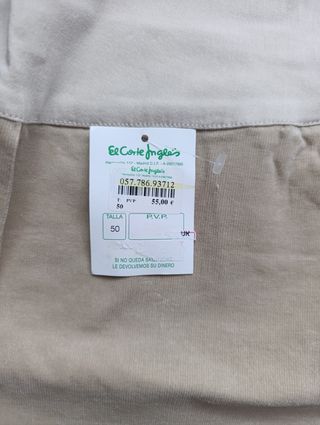 El Corte Inglés
El Corte Inglés
057.786.93712
T PVP
50 55,00 €
TALLA P.V.P.
50
UK
SI NO QUEDA SATISFECHO
LE DEVOLVEMOS SU DINERO